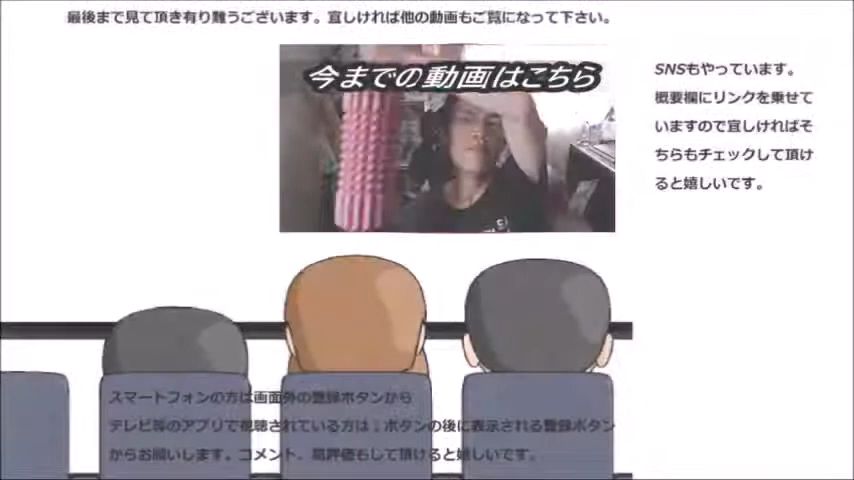 最後まで見て頂き有り難うございます。宜しければ他の動画もご覧になって下さい。
今までの動画はこちら
SNSもやっています。
概要欄にリンクを乗せて
いますので宜しければそ
ちらもチェックして頂け
ると嬉しいです。
スマートフォンの方は画面外の登録ボタンから
テレビ等のアプリで視聴されている方は↓ボタンの後に表示される登録ボタン
からお願いします。コメント、高評価もして頂けると嬉しいです。